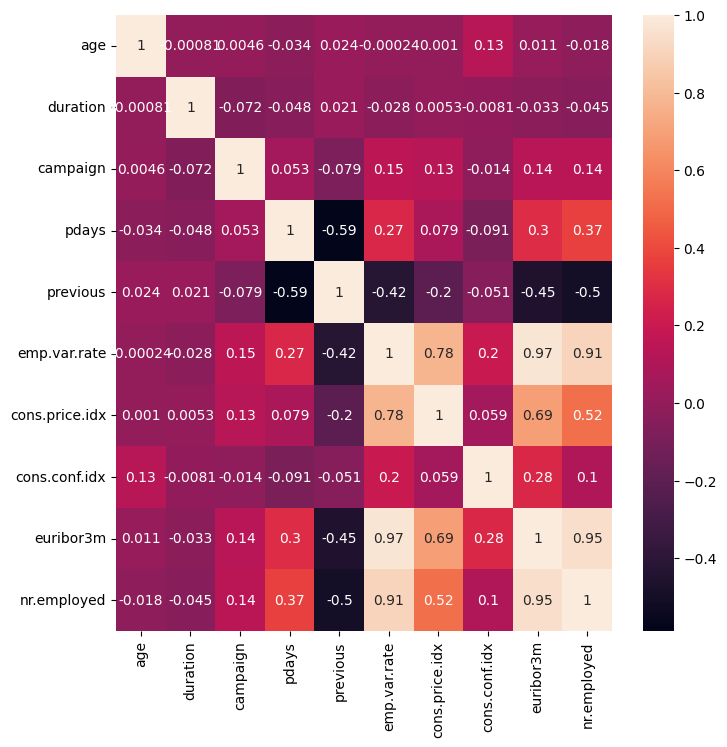 age 1 -0.00081 0.0046 -0.034 0.024 -0.00024 0.001 0.13 0.011 -0.018
duration -0.00081 1 -0.072 -0.048 0.021 -0.028 0.0053 -0.0081 -0.033 -0.045
campaign 0.0046 -0.072 1 0.053 -0.079 0.15 0.13 -0.014 0.14 0.14
pdays -0.034 -0.048 0.053 1 -0.59 0.27 0.079 -0.091 0.3 0.37
previous 0.024 0.021 -0.079 -0.59 1 -0.42 -0.2 -0.051 -0.45 -0.5
emp.var.rate -0.00024 -0.028 0.15 0.27 -0.42 1 0.78 0.2 0.97 0.91
cons.price.idx 0.001 0.0053 0.13 0.079 -0.2 0.78 1 0.059 0.69 0.52
cons.conf.idx 0.13 -0.0081 -0.014 -0.091 -0.051 0.2 0.059 1 0.28 0.1
euribor3m 0.011 -0.033 0.14 0.3 -0.45 0.97 0.69 0.28 1 0.95
nr.employed -0.018 -0.045 0.14 0.37 -0.5 0.91 0.52 0.1 0.95 1
age duration campaign pdays previous emp.var.rate cons.price.idx cons.conf.idx euribor3m nr.employed
1.0
0.8
0.6
0.4
0.2
0.0
-0.2
-0.4